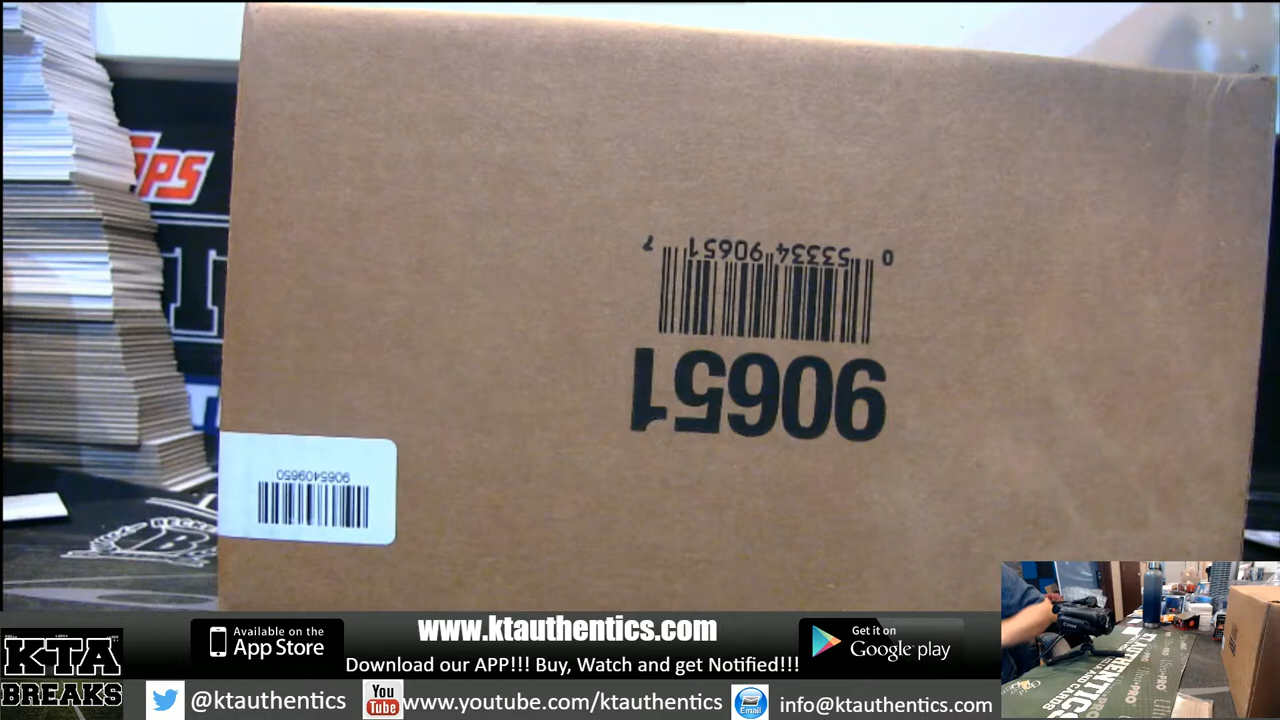 TOPS
0 53334 90651 7
90651
9065409650
B
KTA
BREAKS
Available on the
App Store
www.ktauthentics.com
Download our APP!!! Buy, Watch and get Notified!!!
Get it on
Google play
@ktauthentics
You
Tube
www.youtube.com/ktauthentics
Email
info@ktauthentics.com